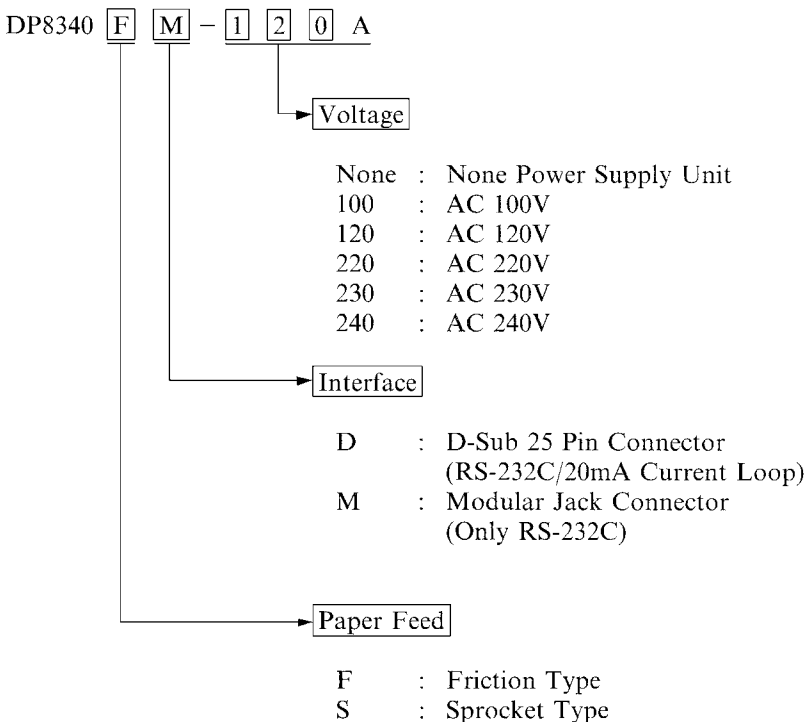 DP8340 F M – 1 2 0 A
Voltage
None : None Power Supply Unit
100 : AC 100V
120 : AC 120V
220 : AC 220V
230 : AC 230V
240 : AC 240V
Interface
D : D-Sub 25 Pin Connector
(RS-232C/20mA Current Loop)
M : Modular Jack Connector
(Only RS-232C)
Paper Feed
F : Friction Type
S : Sprocket Type